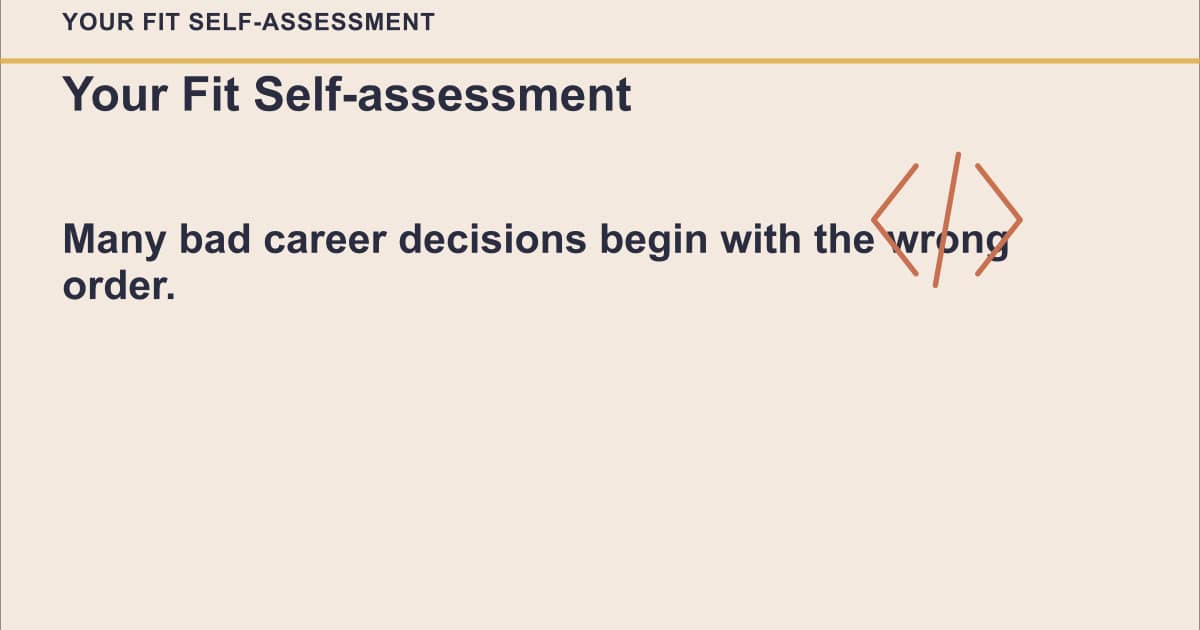 YOUR FIT SELF-ASSESSMENT
Your Fit Self-assessment
Many bad career decisions begin with the wrong
order.